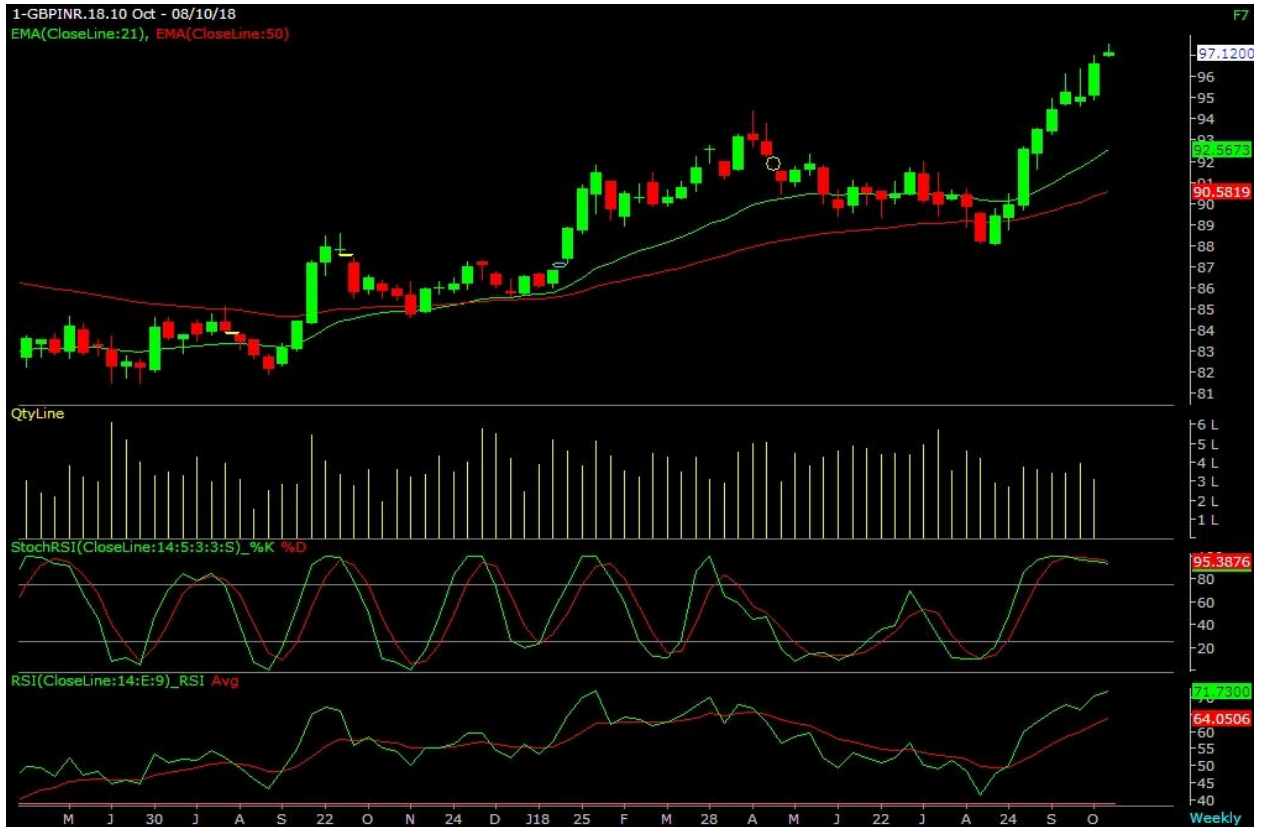 1-GBPINR.18.10 Oct - 08/10/18 F7
EMA(CloseLine:21), EMA(CloseLine:50)
97.1200
96
95
94
93
92.5673
92
91
90.5819
90
89
88
87
86
85
84
83
82
81
QtyLine
6 L
5 L
4 L
3 L
2 L
1 L
StochRSI(CloseLine:14:5:3:3:S)_%K %D
95.3876
80
60
40
20
RSI(CloseLine:14:E:9)_RSI Avg
71.7300
64.0506
60
55
50
45
40
M J 30 J A S 22 O N 24 D J18 25 F M 28 A M J 22 J A 24 S O Weekly